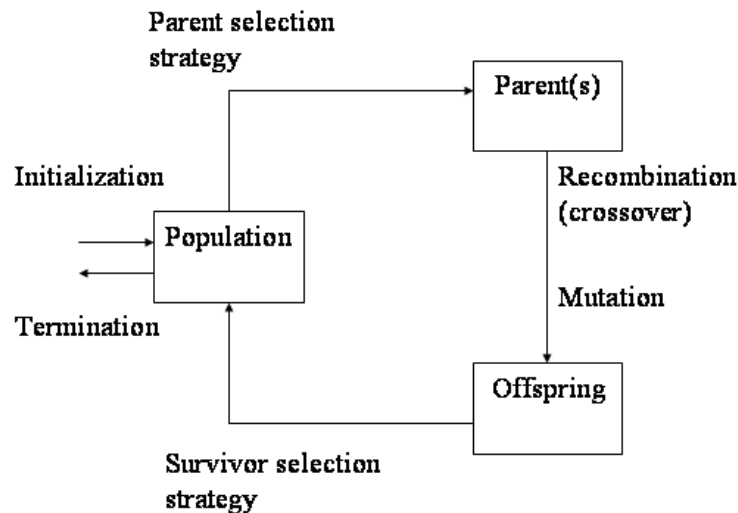 Parent selection
strategy
Parent(s)
Initialization
Recombination
(crossover)
Population
Mutation
Termination
Offspring
Survivor selection
strategy